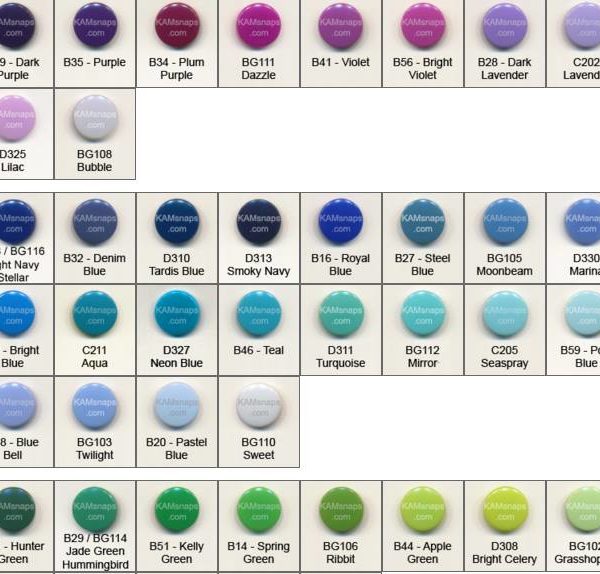 KAMsnaps
.com
9 - Dark
Purple
KAMsnaps
.com
B35 - Purple
KAMsnaps
.com
B34 - Plum
Purple
KAMsnaps
.com
BG111
Dazzle
KAMsnaps
.com
B41 - Violet
KAMsnaps
.com
B56 - Bright
Violet
KAMsnaps
.com
B28 - Dark
Lavender
KAMsnaps
.com
C202
Lavend
KAMsnaps
.com
D325
Lilac
KAMsnaps
.com
BG108
Bubble
KAMsnaps
.com
/ BG116
ght Navy
Stellar
KAMsnaps
.com
B32 - Denim
Blue
KAMsnaps
.com
D310
Tardis Blue
KAMsnaps
.com
D313
Smoky Navy
KAMsnaps
.com
B16 - Royal
Blue
KAMsnaps
.com
B27 - Steel
Blue
KAMsnaps
.com
BG105
Moonbeam
KAMsnaps
.com
D330
Marina
KAMsnaps
.com
- Bright
Blue
KAMsnaps
.com
C211
Aqua
KAMsnaps
.com
D327
Neon Blue
KAMsnaps
.com
B46 - Teal
KAMsnaps
.com
D311
Turquoise
KAMsnaps
.com
BG112
Mirror
KAMsnaps
.com
C205
Seaspray
KAMsnaps
.com
B59 - Po
Blue
KAMsnaps
.com
8 - Blue
Bell
KAMsnaps
.com
BG103
Twilight
KAMsnaps
.com
B20 - Pastel
Blue
KAMsnaps
.com
BG110
Sweet
KAMsnaps
.com
- Hunter
Green
KAMsnaps
.com
B29 / BG114
Jade Green
Hummingbird
KAMsnaps
.com
B51 - Kelly
Green
KAMsnaps
.com
B14 - Spring
Green
KAMsnaps
.com
BG106
Ribbit
KAMsnaps
.com
B44 - Apple
Green
KAMsnaps
.com
D308
Bright Celery
KAMsnaps
.com
BG102
Grasshop